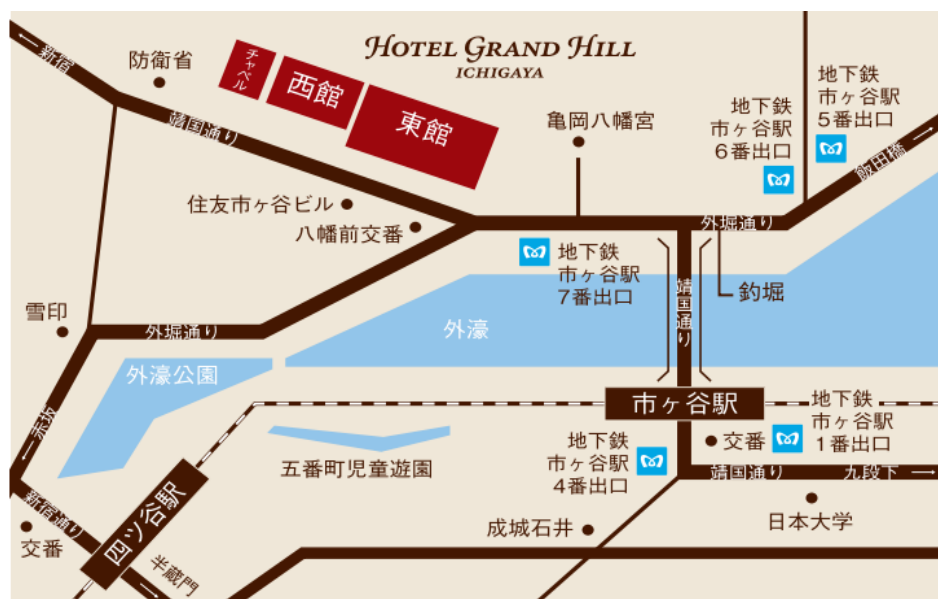 HOTEL GRAND HILL
ICHIGAYA
← 新宿
防衛省
チャペル
西館
東館
靖国通り
亀岡八幡宮
地下鉄
市ヶ谷駅
6番出口
地下鉄
市ヶ谷駅
5番出口
飯田橋 →
住友市ヶ谷ビル
八幡前交番
外堀通り
地下鉄
市ヶ谷駅
7番出口
靖国通り
釣堀
雪印
外堀通り
外濠
外濠公園
市ヶ谷駅
← 赤坂
五番町児童遊園
地下鉄
市ヶ谷駅
4番出口
交番
地下鉄
市ヶ谷駅
1番出口
靖国通り
九段下 →
新宿通り
交番
四ツ谷駅
半蔵門 →
成城石井
日本大学